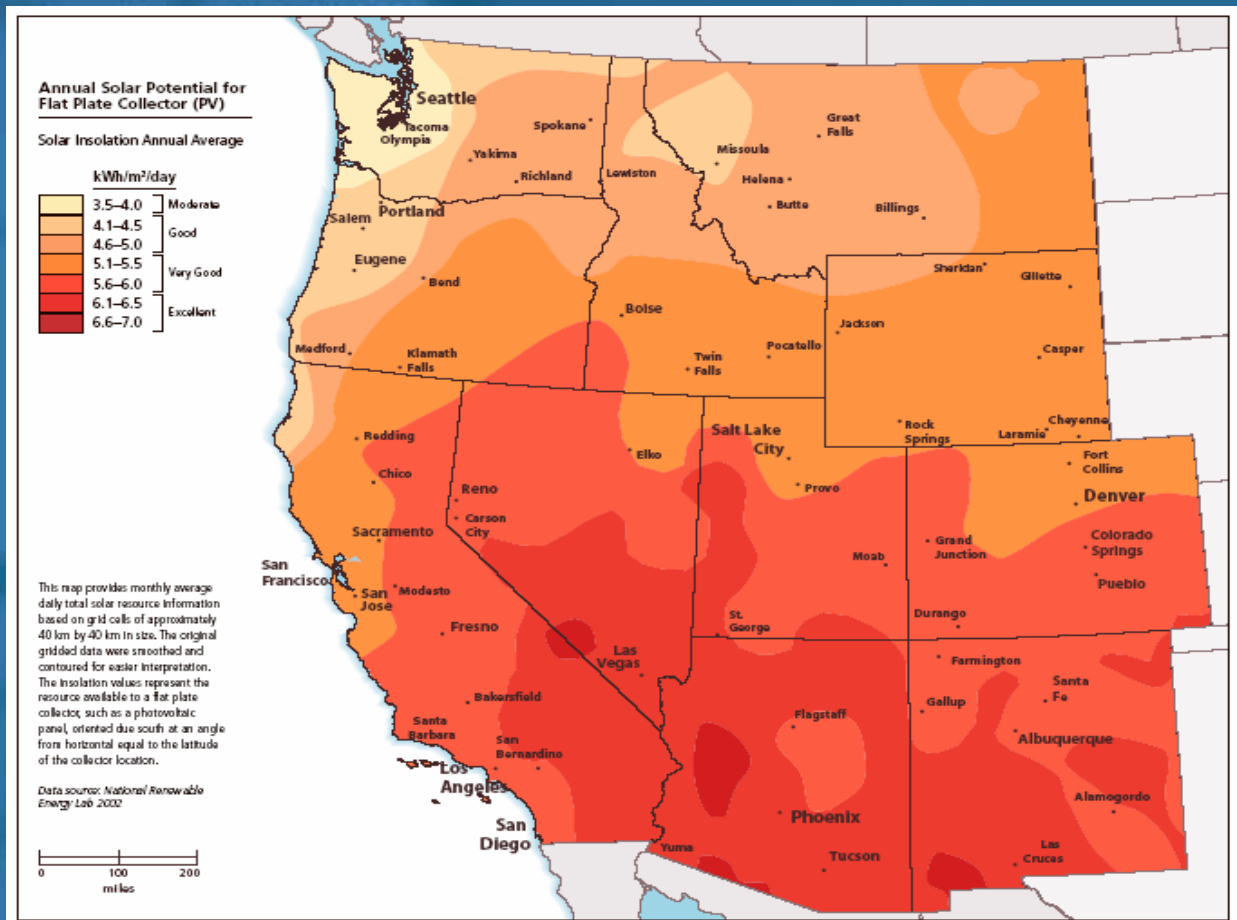 Annual Solar Potential for
Flat Plate Collector (PV)
Solar Insolation Annual Average
kWh/m²/day
3.5–4.0
Moderate
4.1–4.5
Good
4.6–5.0
5.1–5.5
Very Good
5.6–6.0
6.1–6.5
Excellent
6.6–7.0
This map provides monthly average
daily total solar resource information
based on grid cells of approximately
40 km by 40 km in size. The original
gridded data were smoothed and
contoured for easier interpretation.
The insolation values represent the
resource available to a flat plate
collector, such as a photovoltaic
panel, oriented due south at an angle
from horizontal equal to the latitude
of the collector location.
Data source: National Renewable
Energy Lab 2002
0 100 200
miles
Seattle
Tacoma
Olympia
Spokane
Yakima
Richland
Lewiston
Missoula
Great
Falls
Helena
Butte
Billings
Portland
Salem
Eugene
Bend
Medford
Klamath
Falls
Boise
Twin
Falls
Pocatello
Jackson
Sheridan
Gillette
Casper
Rock
Springs
Laramie
Cheyenne
Redding
Chico
Reno
Carson
City
Elko
Salt Lake
City
Provo
Fort
Collins
Denver
Sacramento
San
Francisco
San
Jose
Modesto
Fresno
Moab
Grand
Junction
Colorado
Springs
Pueblo
Durango
St.
George
Las
Vegas
Bakersfield
Santa
Barbara
San
Bernardino
Los
Angeles
San
Diego
Flagstaff
Phoenix
Yuma
Tucson
Farmington
Gallup
Santa
Fe
Albuquerque
Alamogordo
Las
Cruces